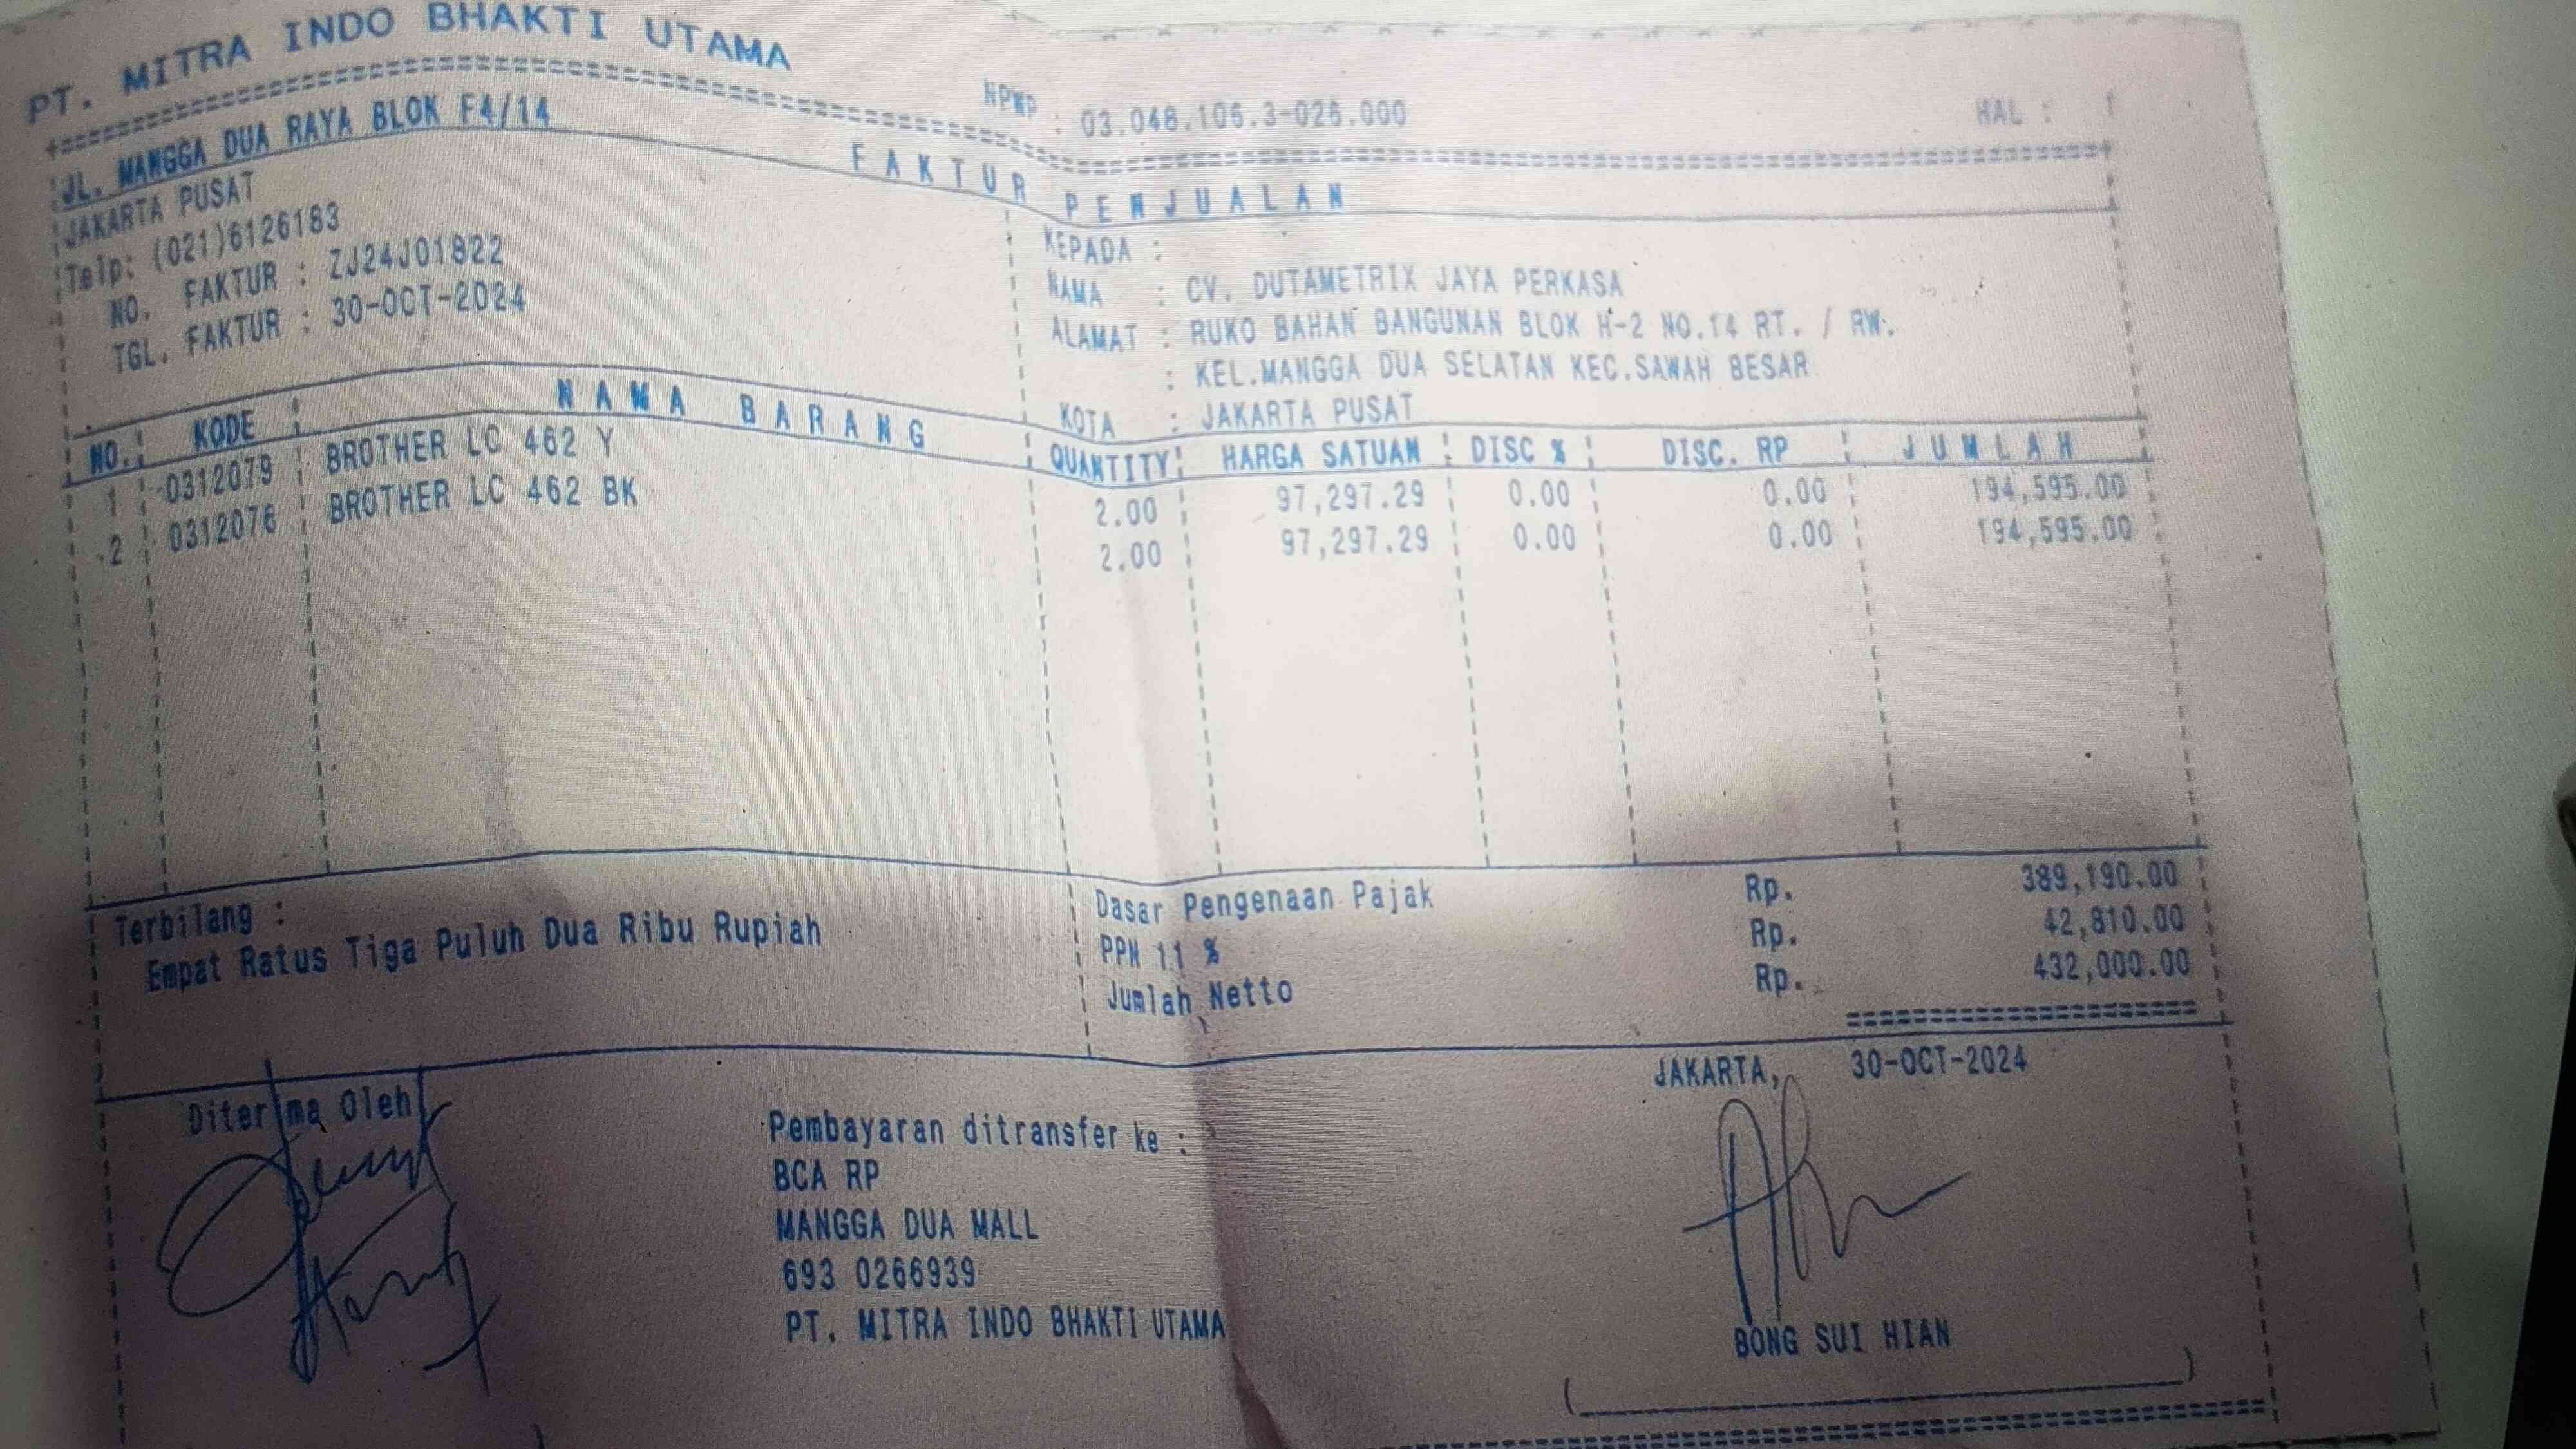 PT. MITRA INDO BHAKTI UTAMA
NPWP : 03.048.106.3-026.000
HAL : 1
JL. MANGGA DUA RAYA BLOK F4/14
JAKARTA PUSAT
Telp: (021)6126183
NO. FAKTUR : ZJ24J01822
TGL. FAKTUR : 30-OCT-2024
FAKTUR PENJUALAN
KEPADA :
NAMA : CV. DUTAMETRIX JAYA PERKASA
ALAMAT : RUKO BAHAN BANGUNAN BLOK H-2 NO.14 RT. / RW.
: KEL.MANGGA DUA SELATAN KEC.SAWAH BESAR
KOTA : JAKARTA PUSAT
NO. KODE NAMA BARANG QUANTITY HARGA SATUAN DISC % DISC. RP JUMLAH
1 0312079 BROTHER LC 462 Y 2.00 97,297.29 0.00 0.00 194,595.00
2 0312076 BROTHER LC 462 BK 2.00 97,297.29 0.00 0.00 194,595.00
Terbilang :
Empat Ratus Tiga Puluh Dua Ribu Rupiah
Dasar Pengenaan Pajak Rp. 389,190.00
PPN 11 % Rp. 42,810.00
Jumlah Netto Rp. 432,000.00
Diterima Oleh
Pembayaran ditransfer ke :
BCA RP
MANGGA DUA MALL
693 0266939
PT. MITRA INDO BHAKTI UTAMA
JAKARTA, 30-OCT-2024
BONG SUI HIAN